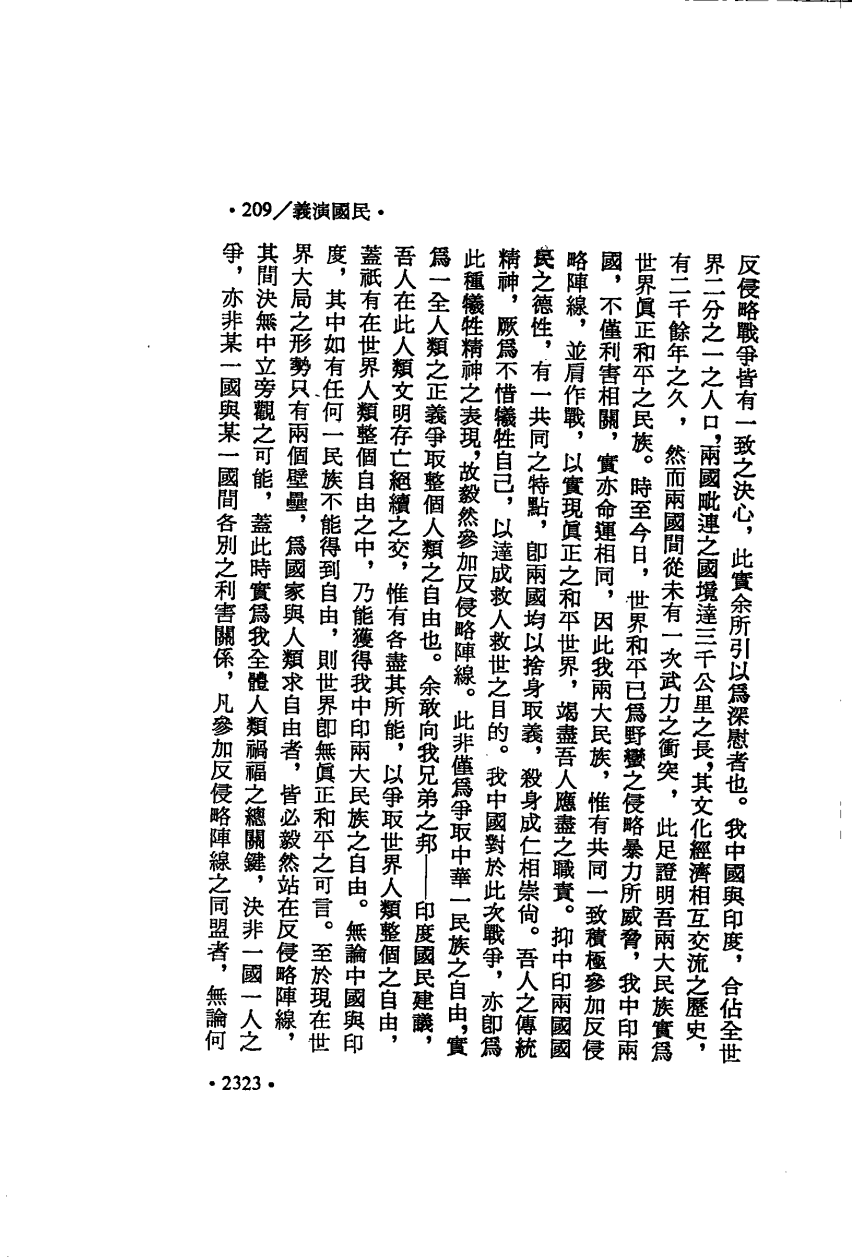 •209／義演國民•
反侵略戰爭皆有一致之決心，此實余所引以爲深慰者也。我中國與印度，合佔全世
界二分之一之人口，兩國毗連之國境達三千公里之長，其文化經濟相互交流之歷史，
有二千餘年之久，然而兩國間從未有一次武力之衝突，此足證明吾兩大民族實爲
世界眞正和平之民族。時至今日，世界和平已爲野蠻之侵略暴力所威脅，我中印兩
國，不僅利害相關，實亦命運相同，因此我兩大民族，惟有共同一致積極參加反侵
略陣線，並肩作戰，以實現眞正之和平世界，竭盡吾人應盡之職責。抑中印兩國國
民之德性，有一共同之特點，卽兩國均以捨身取義，殺身成仁相崇尙。吾人之傳統
精神，厥爲不惜犧牲自己，以達成救人救世之目的。我中國對於此次戰爭，亦卽爲
此種犧牲精神之表現，故毅然參加反侵略陣線。此非僅爲爭取中華一民族之自由，實
爲一全人類之正義爭取整個人類之自由也。余敢向我兄弟之邦——印度國民建議，
吾人在此人類文明存亡絕續之交，惟有各盡其所能，以爭取世界人類整個之自由，
蓋祇有在世界人類整個自由之中，乃能獲得我中印兩大民族之自由。無論中國與印
度，其中如有任何一民族不能得到自由，則世界卽無眞正和平之可言。至於現在世
界大局之形勢只有兩個壁壘，爲國家與人類求自由者，皆必毅然站在反侵略陣線，
其間決無中立旁觀之可能，蓋此時實爲我全體人類禍福之總關鍵，決非一國一人之
爭，亦非某一國與某一國間各別之利害關係，凡參加反侵略陣線之同盟者，無論何
•2323•